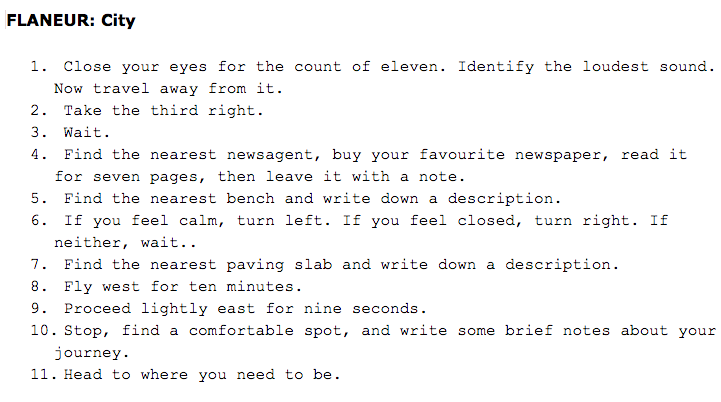 FLANEUR: City
1. Close your eyes for the count of eleven. Identify the loudest sound.
Now travel away from it.
2. Take the third right.
3. Wait.
4. Find the nearest newsagent, buy your favourite newspaper, read it
for seven pages, then leave it with a note.
5. Find the nearest bench and write down a description.
6. If you feel calm, turn left. If you feel closed, turn right. If
neither, wait..
7. Find the nearest paving slab and write down a description.
8. Fly west for ten minutes.
9. Proceed lightly east for nine seconds.
10. Stop, find a comfortable spot, and write some brief notes about your
journey.
11. Head to where you need to be.